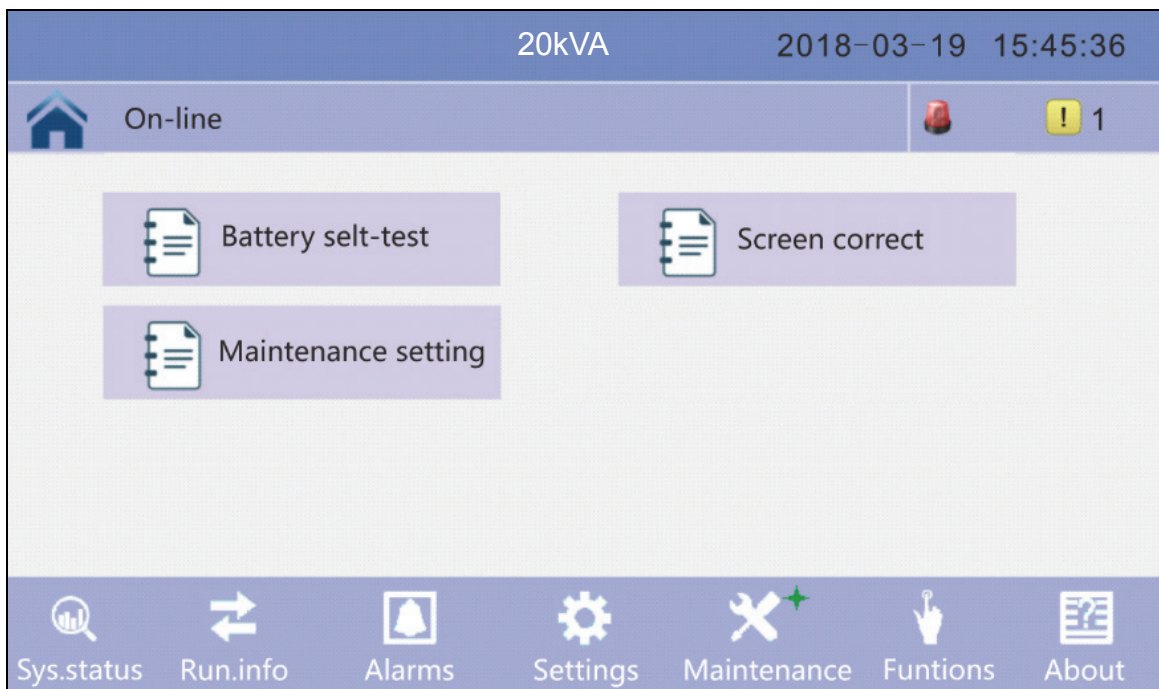 20kVA 2018-03-19 15:45:36
On-line ! 1
Battery selt-test Screen correct
Maintenance setting
Sys.status Run.info Alarms Settings Maintenance Funtions About